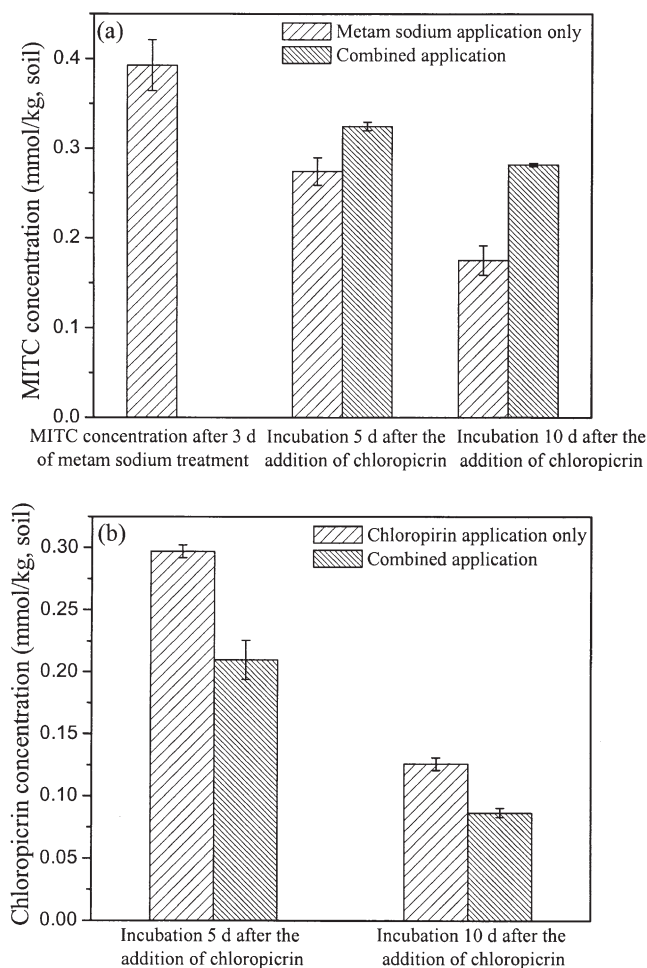 (a)
Metam sodium application only
Combined application
MITC concentration (mmol/kg, soil)
0.4
0.3
0.2
0.1
0.0
MITC concentration after 3 d
of metam sodium treatment
Incubation 5 d after the
addition of chloropicrin
Incubation 10 d after the
addition of chloropicrin
(b)
Chloropirin application only
Combined application
Chloropicrin concentration (mmol/kg, soil)
0.30
0.25
0.20
0.15
0.10
0.05
0.00
Incubation 5 d after the
addition of chloropicrin
Incubation 10 d after the
addition of chloropicrin